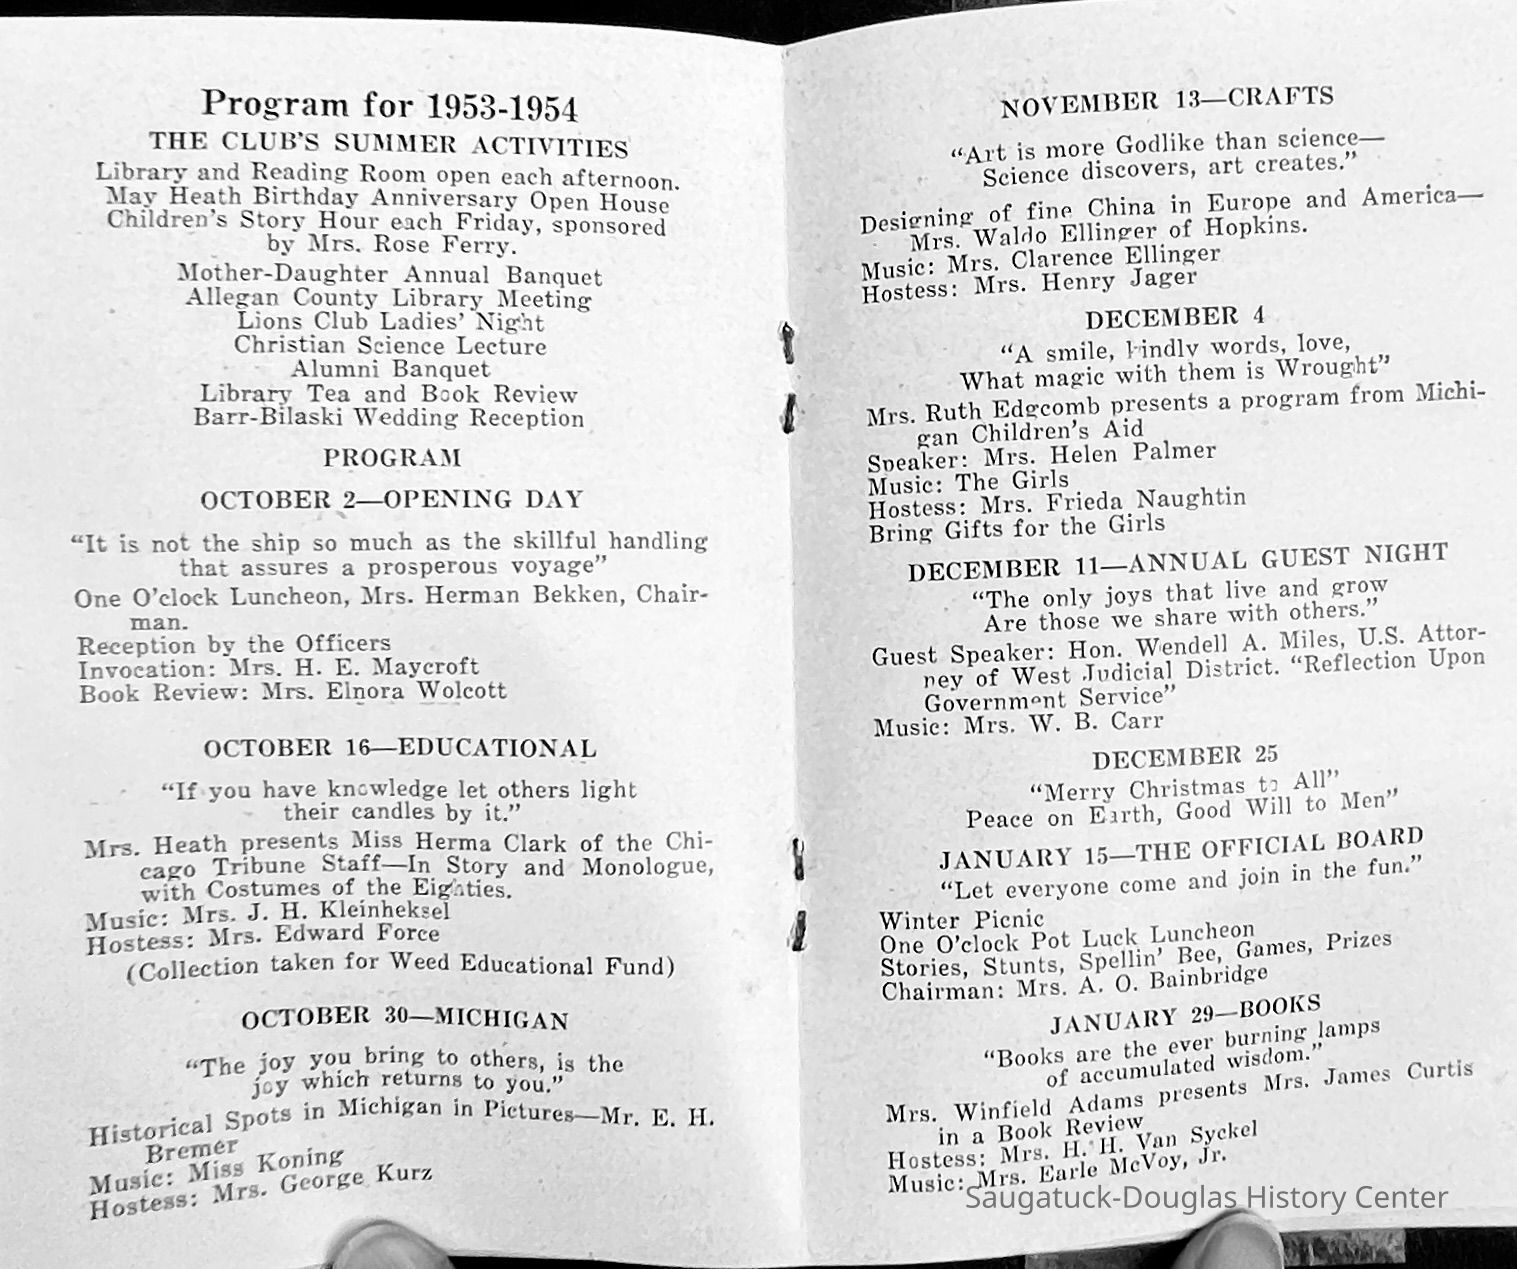 Program for 1953-1954
THE CLUB'S SUMMER ACTIVITIES
Library and Reading Room open each afternoon.
May Heath Birthday Anniversary Open House
Children's Story Hour each Friday, sponsored
by Mrs. Rose Ferry.
Mother-Daughter Annual Banquet
Allegan County Library Meeting
Lions Club Ladies' Night
Christian Science Lecture
Alumni Banquet
Library Tea and Book Review
Barr-Bilaski Wedding Reception
PROGRAM
OCTOBER 2—OPENING DAY
"It is not the ship so much as the skillful handling
that assures a prosperous voyage"
One O'clock Luncheon, Mrs. Herman Bekken, Chair-
man.
Reception by the Officers
Invocation: Mrs. H. E. Maycroft
Book Review: Mrs. Elnora Wolcott
OCTOBER 16—EDUCATIONAL
"If you have knowledge let others light
their candles by it."
Mrs. Heath presents Miss Herma Clark of the Chi-
cago Tribune Staff—In Story and Monologue,
with Costumes of the Eighties.
Music: Mrs. J. H. Kleinheksel
Hostess: Mrs. Edward Force
(Collection taken for Weed Educational Fund)
OCTOBER 30—MICHIGAN
"The joy you bring to others, is the
joy which returns to you."
Historical Spots in Michigan in Pictures—Mr. E. H.
Bremer
Music: Miss Koning
Hostess: Mrs. George Kurz
NOVEMBER 13—CRAFTS
"Art is more Godlike than science—
Science discovers, art creates."
Designing of fine China in Europe and America—
Mrs. Waldo Ellinger of Hopkins.
Music: Mrs. Clarence Ellinger
Hostess: Mrs. Henry Jager
DECEMBER 4
"A smile, kindly words, love,
What magic with them is Wrought"
Mrs. Ruth Edgcomb presents a program from Michi-
gan Children's Aid
Speaker: Mrs. Helen Palmer
Music: The Girls
Hostess: Mrs. Frieda Naughtin
Bring Gifts for the Girls
DECEMBER 11—ANNUAL GUEST NIGHT
"The only joys that live and grow
Are those we share with others."
Guest Speaker: Hon. Wendell A. Miles, U.S. Attor-
ney of West Judicial District. "Reflection Upon
Government Service"
Music: Mrs. W. B. Carr
DECEMBER 25
"Merry Christmas to All"
Peace on Earth, Good Will to Men"
JANUARY 15—THE OFFICIAL BOARD
"Let everyone come and join in the fun."
Winter Picnic
One O'clock Pot Luck Luncheon
Stories, Stunts, Spellin' Bee, Games, Prizes
Chairman: Mrs. A. O. Bainbridge
JANUARY 29—BOOKS
"Books are the ever burning lamps
of accumulated wisdom."
Mrs. Winfield Adams presents Mrs. James Curtis
in a Book Review
Hostess: Mrs. H. H. Van Syckel
Music: Mrs. Earle McVoy, Jr.
Saugatuck-Douglas History Center